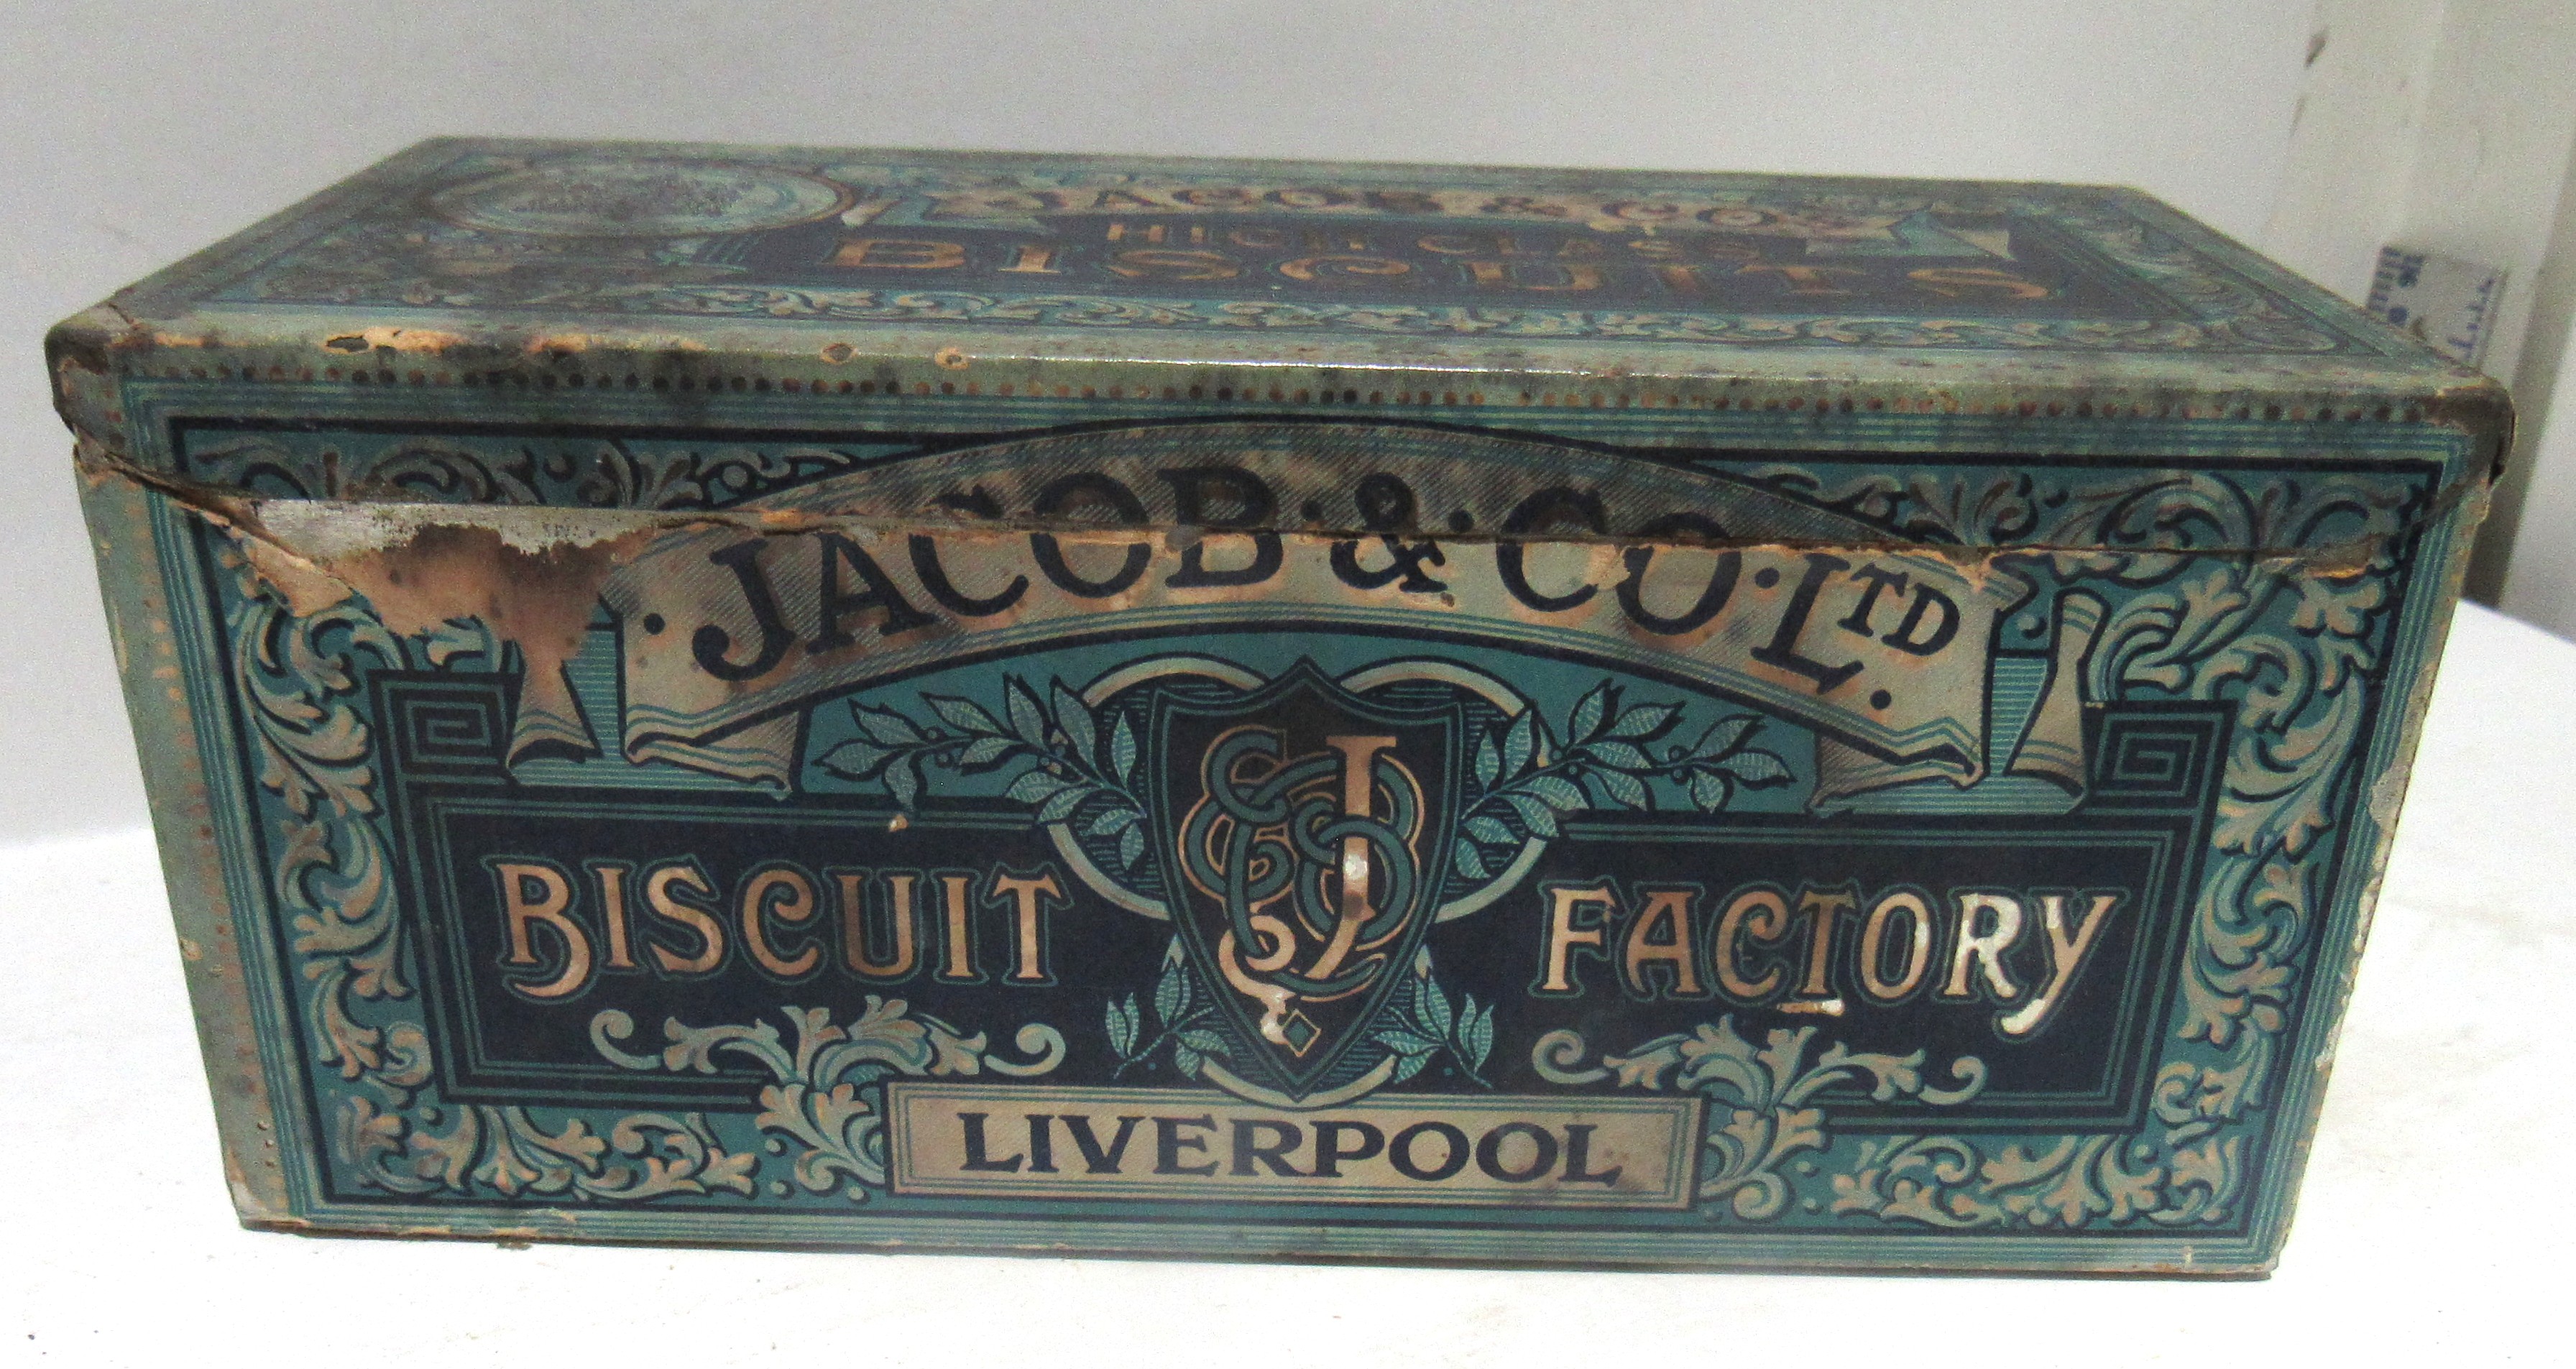 JACOB & CO'S
HIGH CLASS
BISCUITS
·JACOB·&·CO·LTD·
BISCUIT FACTORY
LIVERPOOL